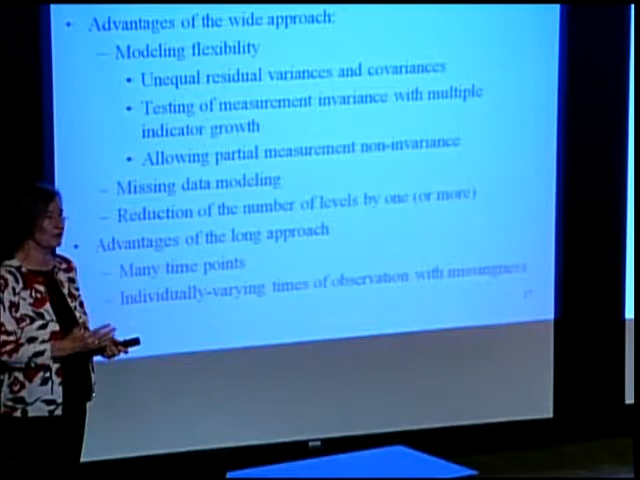 • Advantages of the wide approach:
– Modeling flexibility
• Unequal residual variances and covariances
• Testing of measurement invariance with multiple
indicator growth
• Allowing partial measurement non-invariance
– Missing data modeling
– Reduction of the number of levels by one (or more)
• Advantages of the long approach
– Many time points
– Individually-varying times of observation with missingness